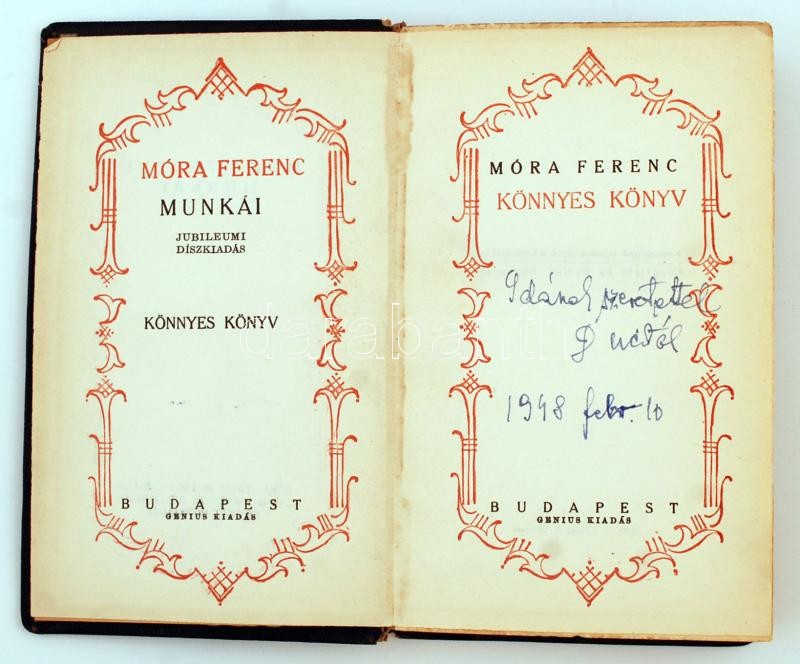 MÓRA FERENC
MUNKÁI
JUBILEUMI
DÍSZKIADÁS
KÖNNYES KÖNYV
BUDAPEST
GENIUS KIADÁS
MÓRA FERENC
KÖNNYES KÖNYV
Idának szeretettel
1948 febr. 10
BUDAPEST
GENIUS KIADÁS
darabanth